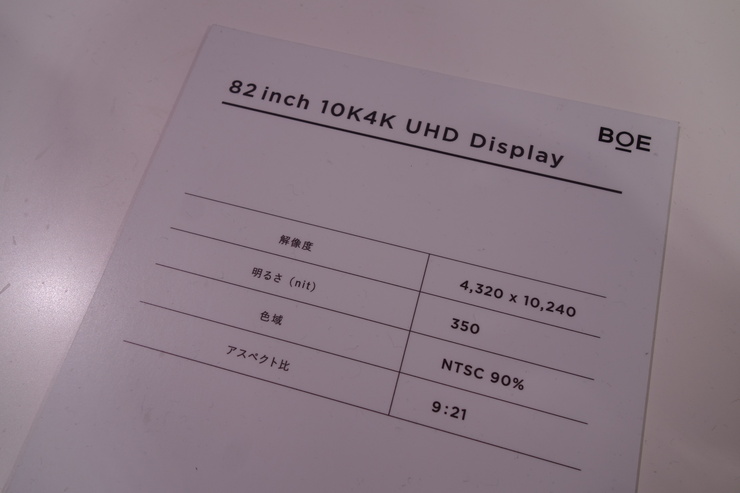 82 inch 10K4K UHD Display
BOE
解像度 4,320 x 10,240
明るさ（nit） 350
色域 NTSC 90%
アスペクト比 9:21